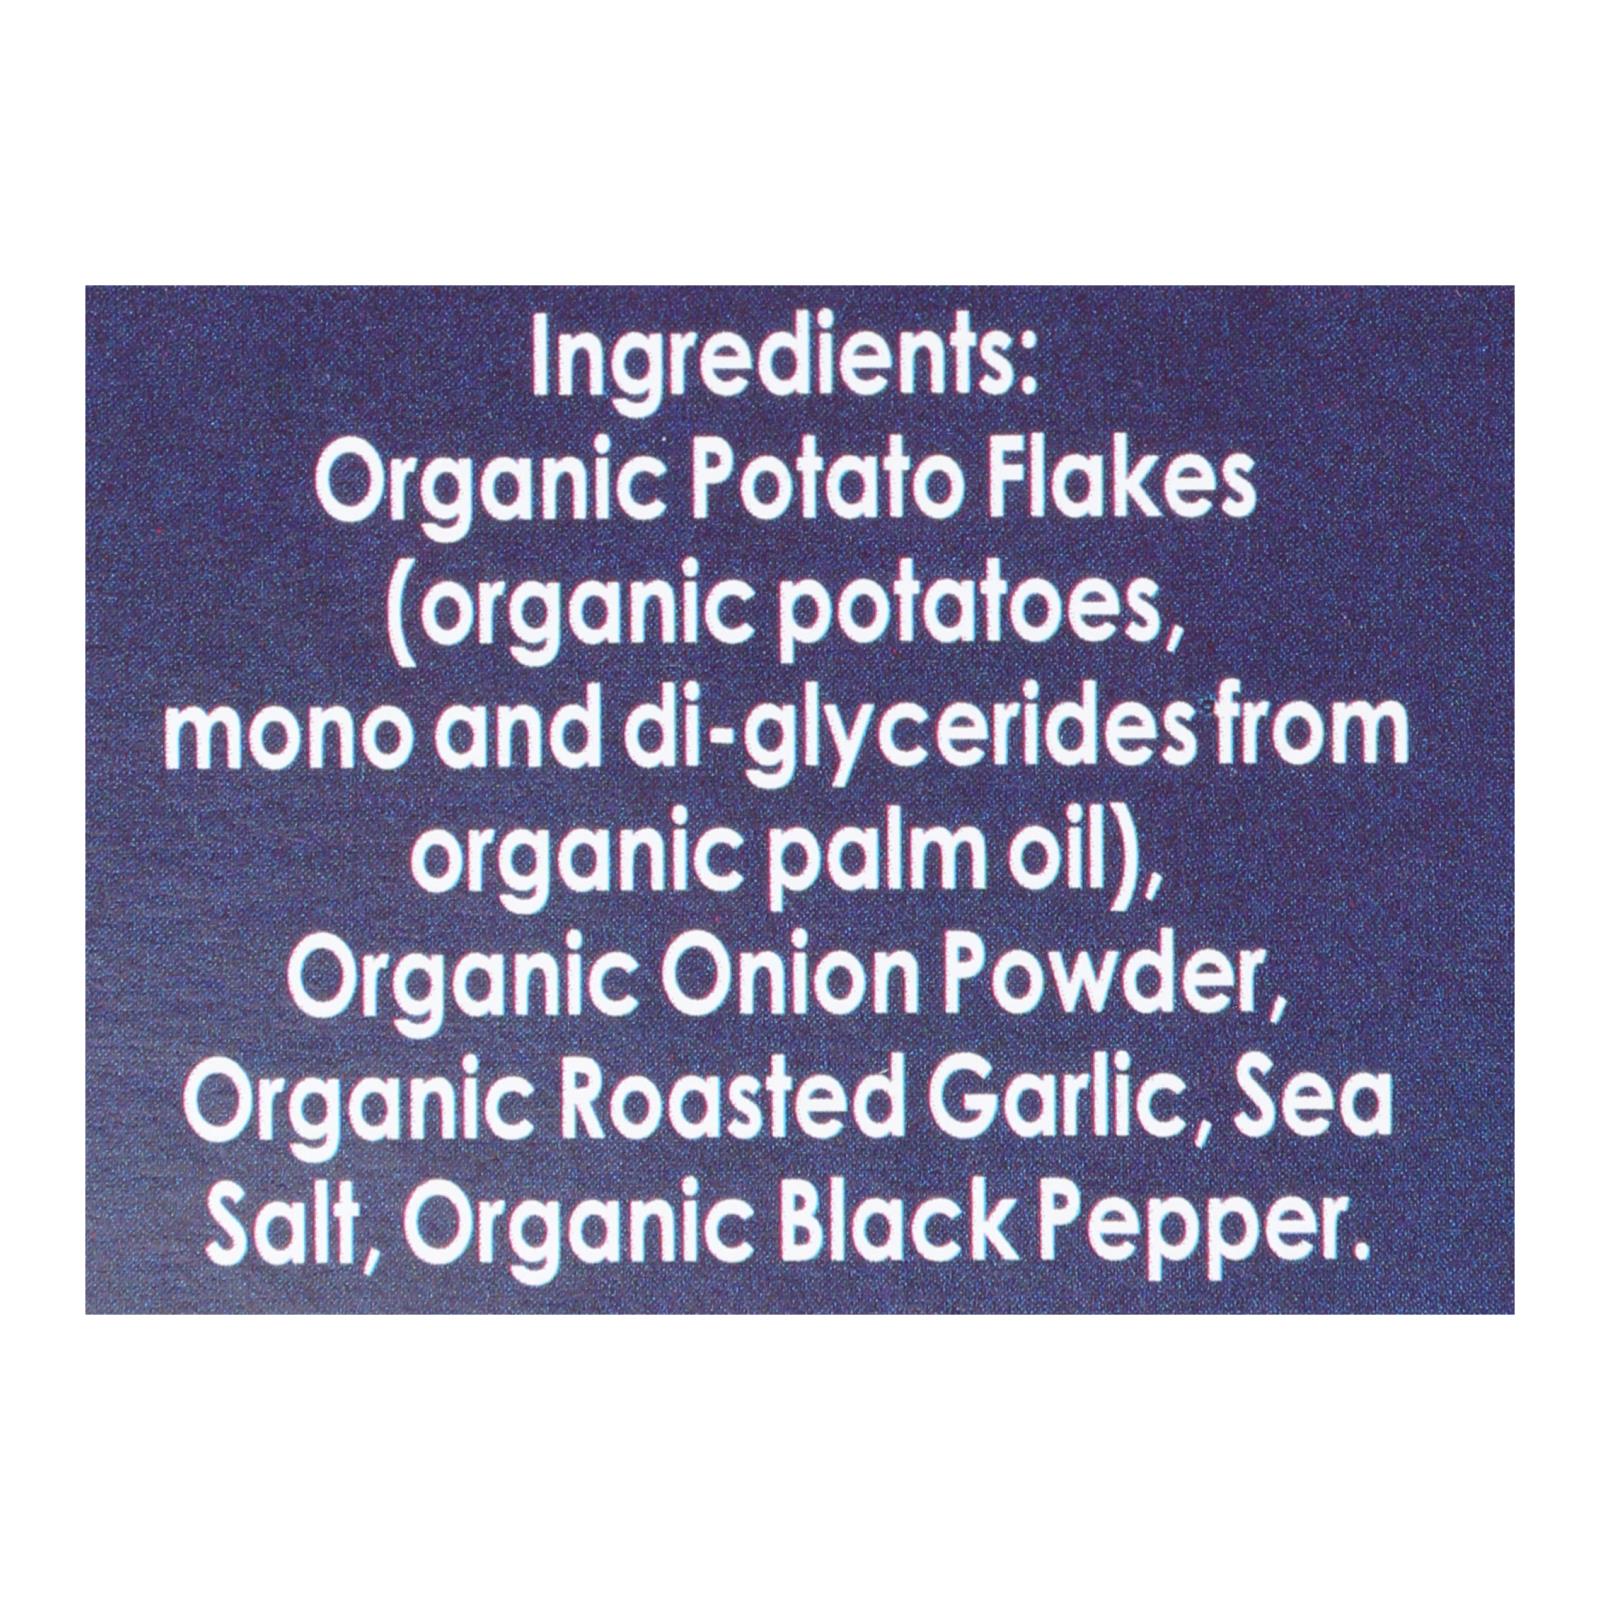 Ingredients:
Organic Potato Flakes
(organic potatoes,
mono and di-glycerides from
organic palm oil),
Organic Onion Powder,
Organic Roasted Garlic, Sea
Salt, Organic Black Pepper.